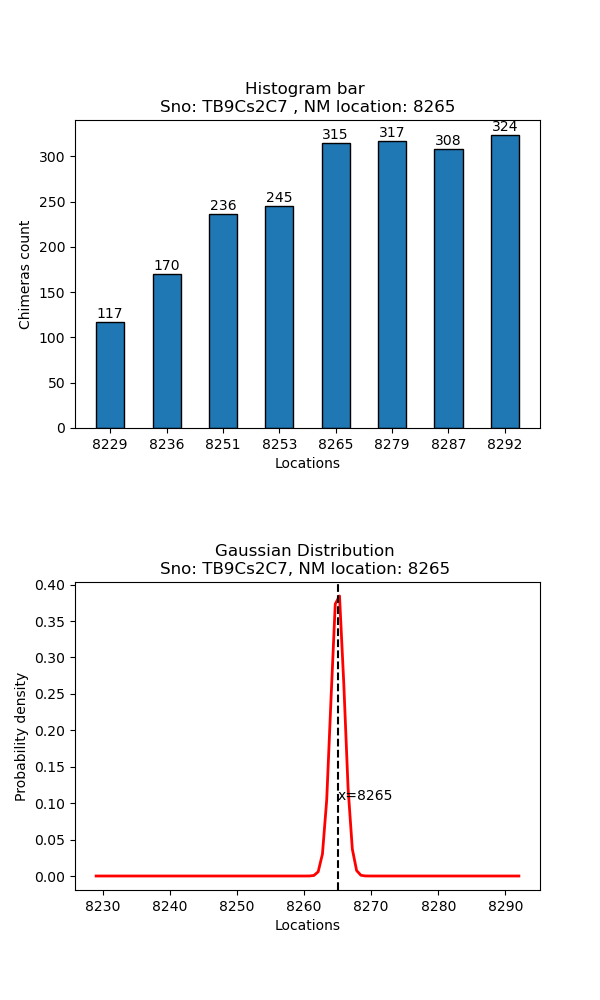 Histogram bar
Sno: TB9Cs2C7 , NM location: 8265
Chimeras count
300
250
200
150
100
50
0
117
170
236
245
315
317
308
324
8229 8236 8251 8253 8265 8279 8287 8292
Locations
Gaussian Distribution
Sno: TB9Cs2C7, NM location: 8265
Probability density
0.40
0.35
0.30
0.25
0.20
0.15
0.10
0.05
0.00
x=8265
8230 8240 8250 8260 8270 8280 8290
Locations